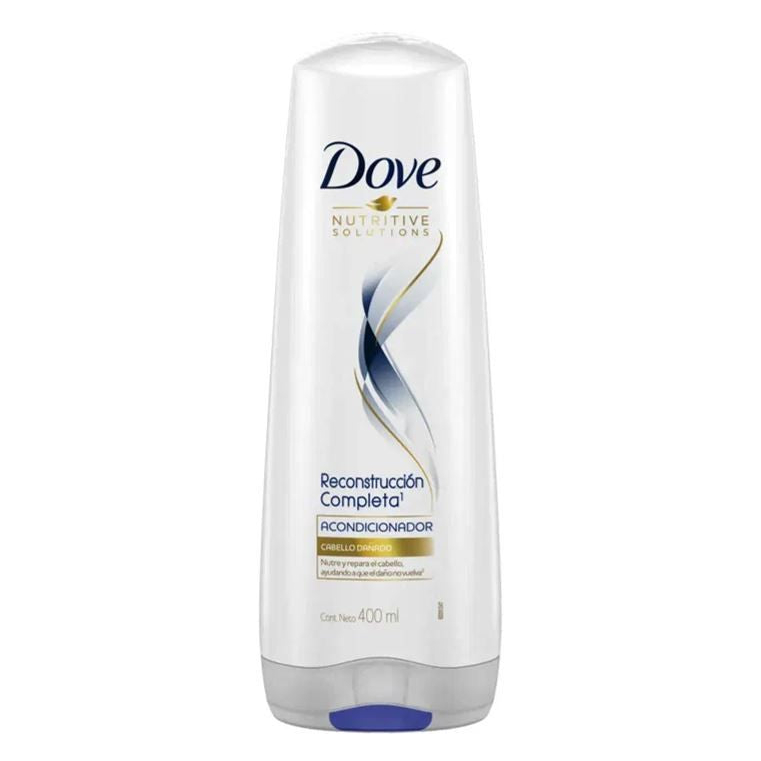 Dove
NUTRITIVE
SOLUTIONS
Reconstrucción
Completa¹
ACONDICIONADOR
CABELLO DAÑADO
Nutre y repara el cabello,
ayudando a que el daño no vuelva²
Cont. Neto 400 ml